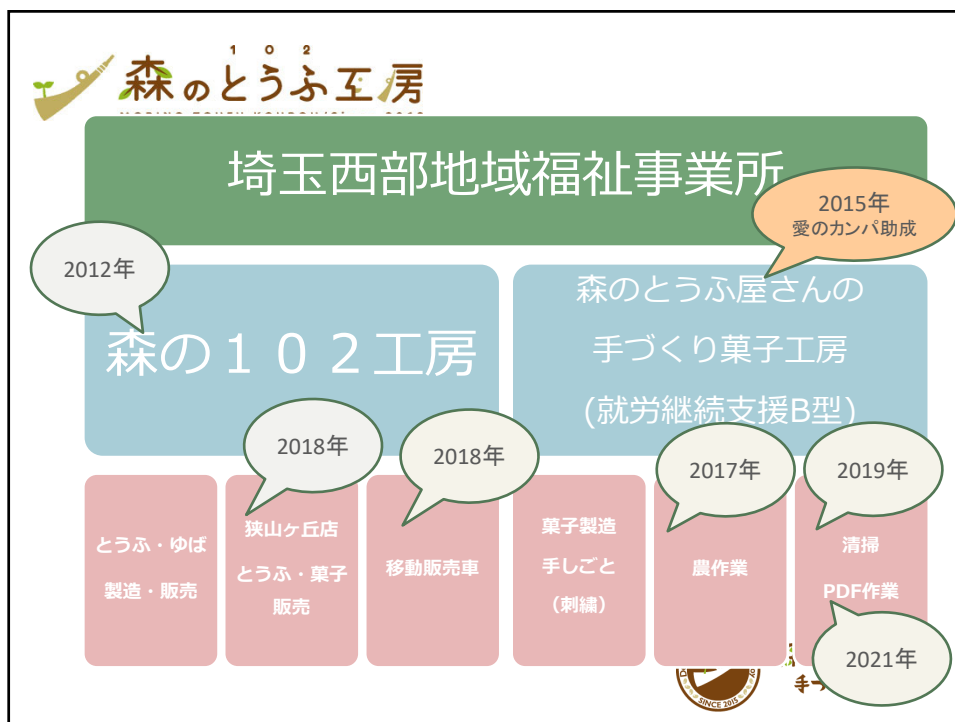 １０２
森のとうふ工房
埼玉西部地域福祉事業所
2015年
愛のカンパ助成
2012年
森の１０２工房
森のとうふ屋さんの
手づくり菓子工房
(就労継続支援B型)
2018年
2018年
2017年
2019年
とうふ・ゆば
製造・販売
狭山ヶ丘店
とうふ・菓子
販売
移動販売車
菓子製造
手しごと
（刺繍）
農作業
清掃
PDF作業
2021年
SINCE 2015
手づ